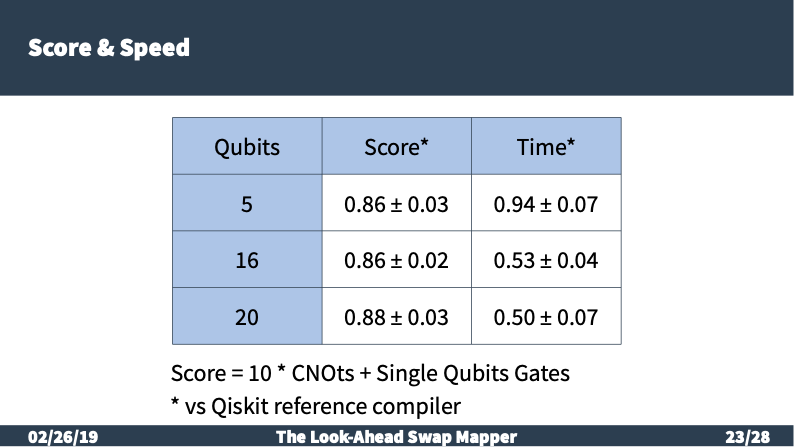 Score & Speed
Qubits Score* Time*
5 0.86 ± 0.03 0.94 ± 0.07
16 0.86 ± 0.02 0.53 ± 0.04
20 0.88 ± 0.03 0.50 ± 0.07
Score = 10 * CNOts + Single Qubits Gates
* vs Qiskit reference compiler
02/26/19 The Look-Ahead Swap Mapper 23/28